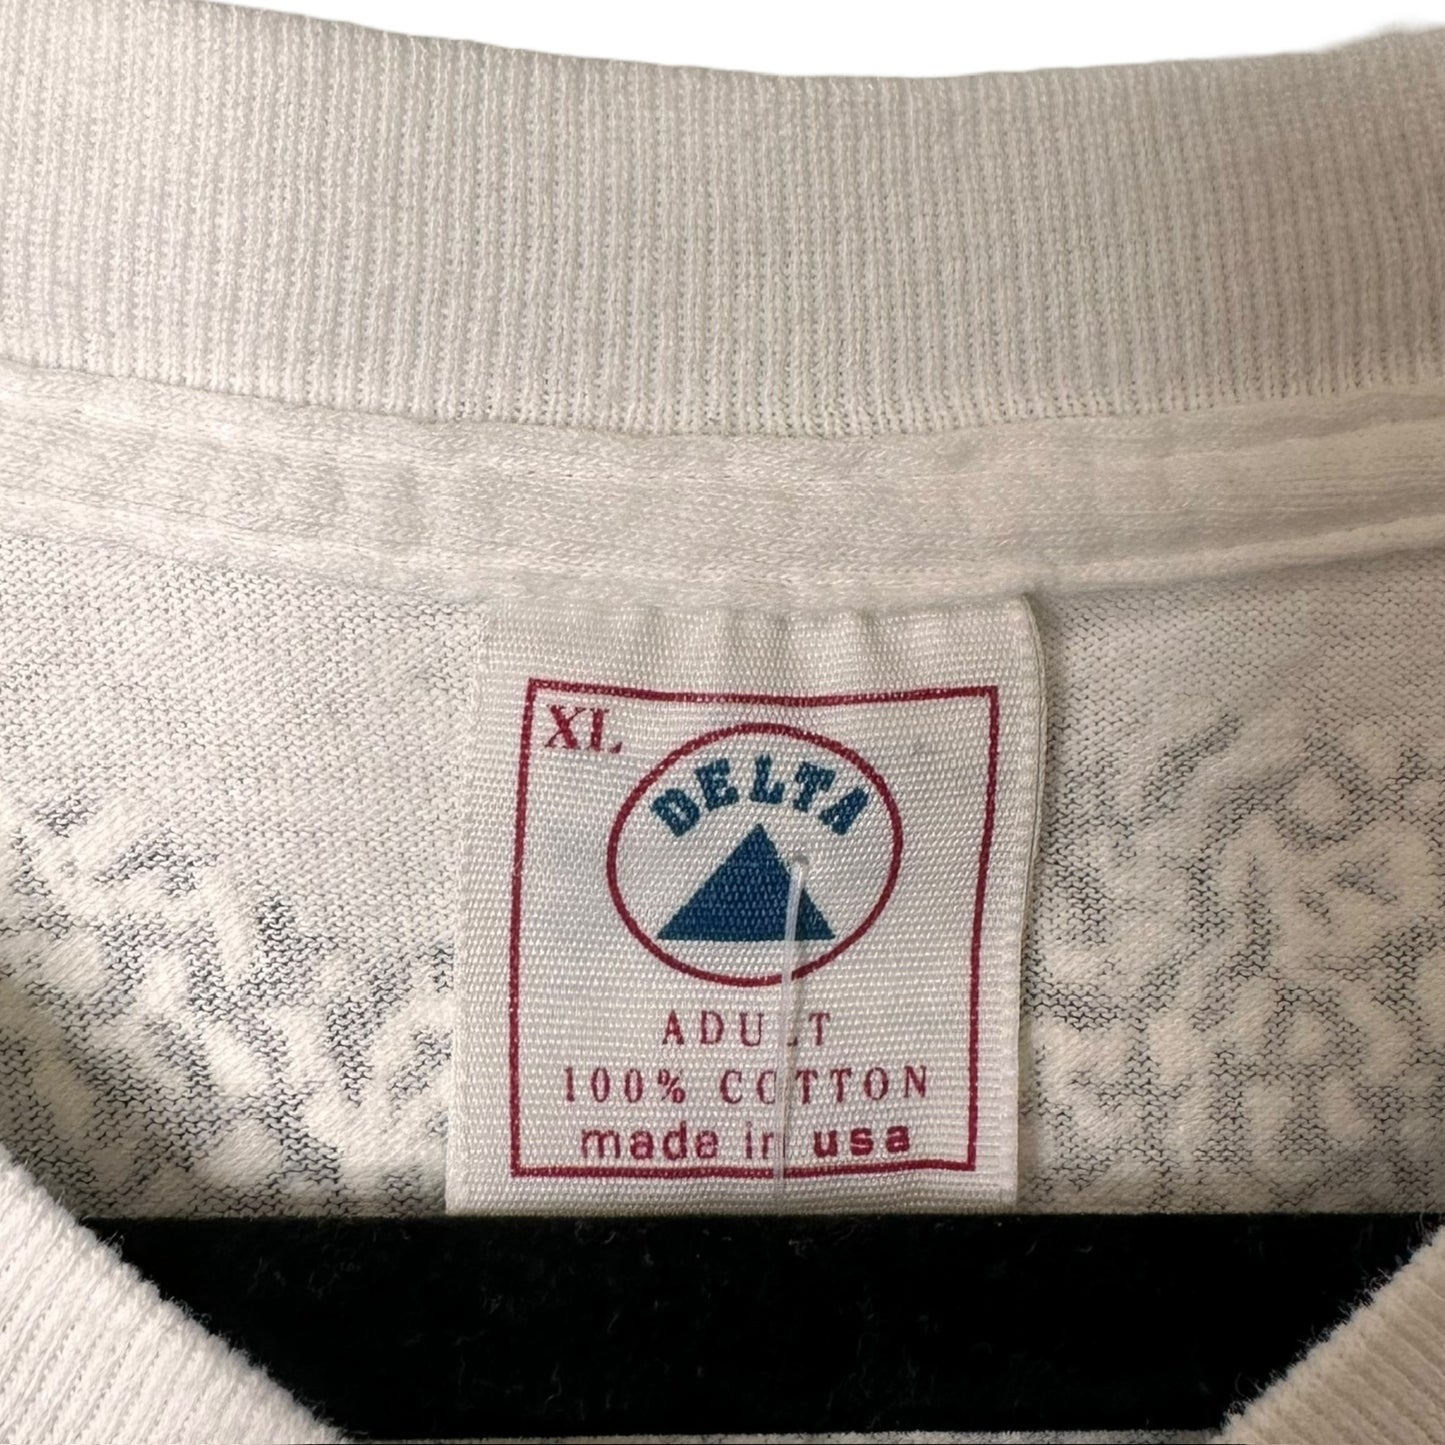 XL
DELTA
ADULT
100% COTTON
made in usa